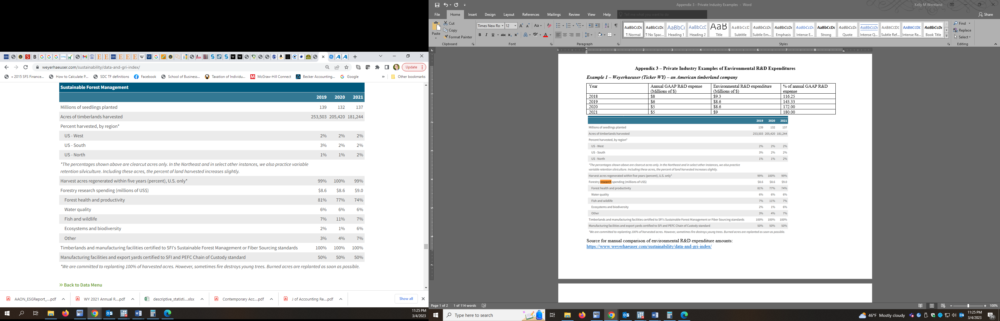 weyerhaeuser.com/sustainability/data-and-gri-index/
Update
» 2015 SFS Finance...
How to Calculate P...
SDC TF definitions
Facebook
School of Business...
Taxation of Individu...
McGraw-Hill Connect
Becker Accounting...
Google
»
Other bookmarks
Sustainable Forest Management
2019 2020 2021
Millions of seedlings planted 139 132 137
Acres of timberlands harvested 253,503 205,420 181,244
Percent harvested, by region*
US - West 2% 2% 2%
US - South 3% 2% 2%
US - North 1% 1% 2%
*The percentages shown above are clearcut acres only. In the Northeast and in select other instances, we also practice variable
retention silviculture. Including these acres, the percent of land harvested increases slightly.
Harvest acres regenerated within five years (percent), U.S. only* 99% 100% 99%
Forestry research spending (millions of US$) $8.6 $8.6 $9.0
Forest health and productivity 81% 77% 74%
Water quality 6% 6% 6%
Fish and wildlife 7% 11% 7%
Ecosystems and biodiversity 2% 1% 6%
Other 3% 4% 7%
Timberlands and manufacturing facilities certified to SFI's Sustainable Forest Management or Fiber Sourcing standards 100% 100% 100%
Manufacturing facilities and export yards certified to SFI and PEFC Chain of Custody standard 50% 50% 50%
*We are committed to replanting 100% of harvested acres. However, sometimes fire destroys young trees. Burned acres are replanted as soon as possible.
» Back to Data Menu
AAON_ESGReport_....pdf
WY 2021 Annual R....pdf
descriptive_statisti....xlsx
Contemporary Acc....pdf
J of Accounting Re....pdf
Show all
11:25 PM
3/4/2023
Appendix 3 - Private Industry Examples - Word
Kelly M Wentland
File Home Insert Design Layout References Mailings Review View Help Tell me what you want to do
Share
Paste
Cut
Copy
Format Painter
Clipboard
Times New Ro 12
Font
Paragraph
AaBbCcDc AaBbCcDc AaBbCc AaBbCcE AaB AaBbCcE AaBbCcDc AaBbCcDc AaBbCcDc AaBbCcDc AaBbCcDc AaBbCcDc AABBCCDE AABBCCDE AaBbCcDc
¶ Normal ¶ No Spac... Heading 1 Heading 2 Title Subtitle Subtle Em... Emphasis Intense E... Strong Quote Intense Q... Subtle Ref... Intense Re... Book Title
Styles
Find
Replace
Select
Editing
Appendix 3 – Private Industry Examples of Environmental R&D Expenditures
Example 1 – Weyerhaeuser (Ticker WY) – an American timberland company
Year Annual GAAP R&D expense (Millions of $) Environmental R&D expenditure (Millions of $) % of annual GAAP R&D expense
2018 $8 $9.3 116.25
2019 $6 $8.6 143.33
2020 $5 $8.6 172.00
2021 $5 $9 180.00
2019 2020 2021
Millions of seedlings planted 139 132 137
Acres of timberlands harvested 253,503 205,420 181,244
Percent harvested, by region*
US - West 2% 2% 2%
US - South 3% 2% 2%
US - North 1% 1% 2%
*The percentages shown above are clearcut acres only. In the Northeast and in select other instances, we also practice
variable retention silviculture. Including these acres, the percent of land harvested increases slightly.
Harvest acres regenerated within five years (percent), U.S. only* 99% 100% 99%
Forestry research spending (millions of US$) $8.6 $8.6 $9.0
Forest health and productivity 81% 77% 74%
Water quality 6% 6% 6%
Fish and wildlife 7% 11% 7%
Ecosystems and biodiversity 2% 1% 6%
Other 3% 4% 7%
Timberlands and manufacturing facilities certified to SFI's Sustainable Forest Management or Fiber Sourcing standards 100% 100% 100%
Manufacturing facilities and export yards certified to SFI and PEFC Chain of Custody standard 50% 50% 50%
*We are committed to replanting 100% of harvested acres. However, sometimes fire destroys young trees. Burned acres are replanted as soon as possible.
Source for manual comparison of environmental R&D expenditure amounts:
https://www.weyerhaeuser.com/sustainability/data-and-gri-index/
Page 1 of 2 1 of 114 words
100%
Type here to search
46°F Mostly cloudy
11:25 PM
3/4/2023
20